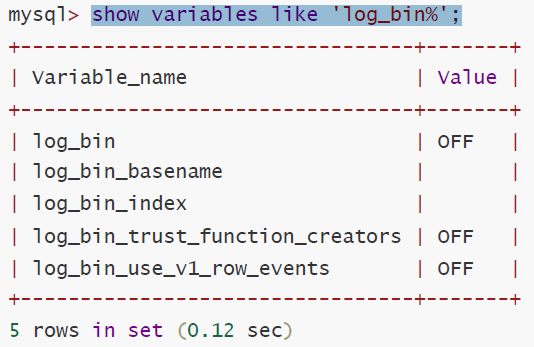 mysql> show variables like 'log_bin%';
+---------------------------------+-------+
| Variable_name                   | Value |
+---------------------------------+-------+
| log_bin                         | OFF   |
| log_bin_basename                |       |
| log_bin_index                   |       |
| log_bin_trust_function_creators | OFF   |
| log_bin_use_v1_row_events       | OFF   |
+---------------------------------+-------+
5 rows in set (0.12 sec)